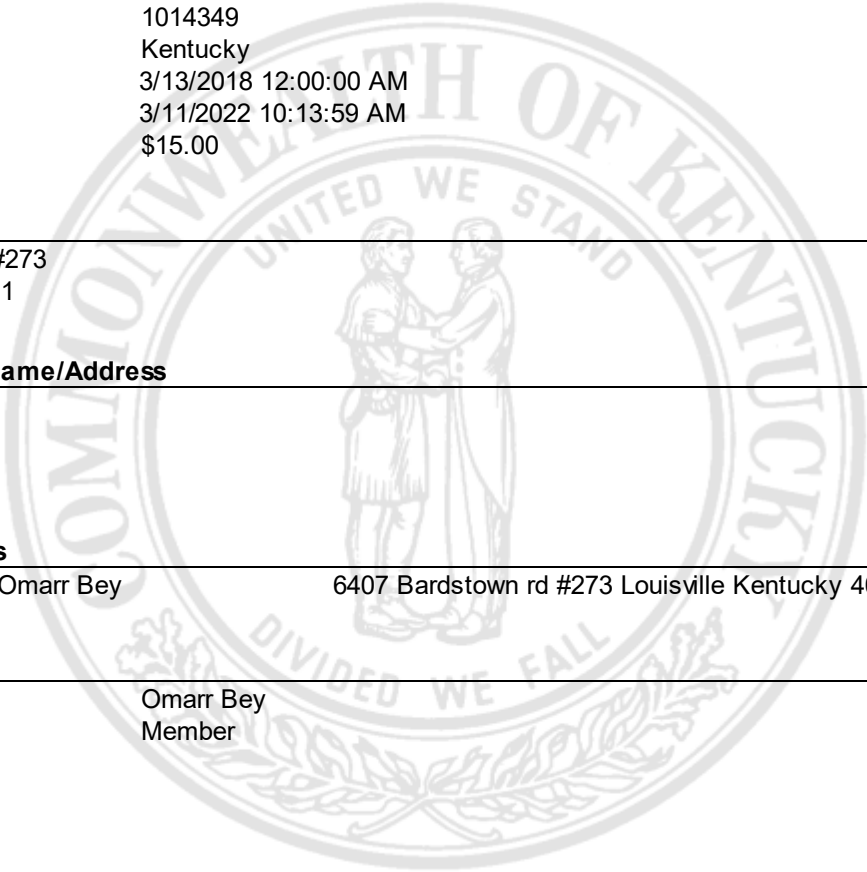 1014349
Kentucky
3/13/2018 12:00:00 AM
3/11/2022 10:13:59 AM
$15.00
#273
1
ame/Address
s
Omarr Bey 6407 Bardstown rd #273 Louisville Kentucky 4
Omarr Bey
Member
COMMONWEALTH OF KENTUCKY
UNITED WE STAND
DIVIDED WE FALL